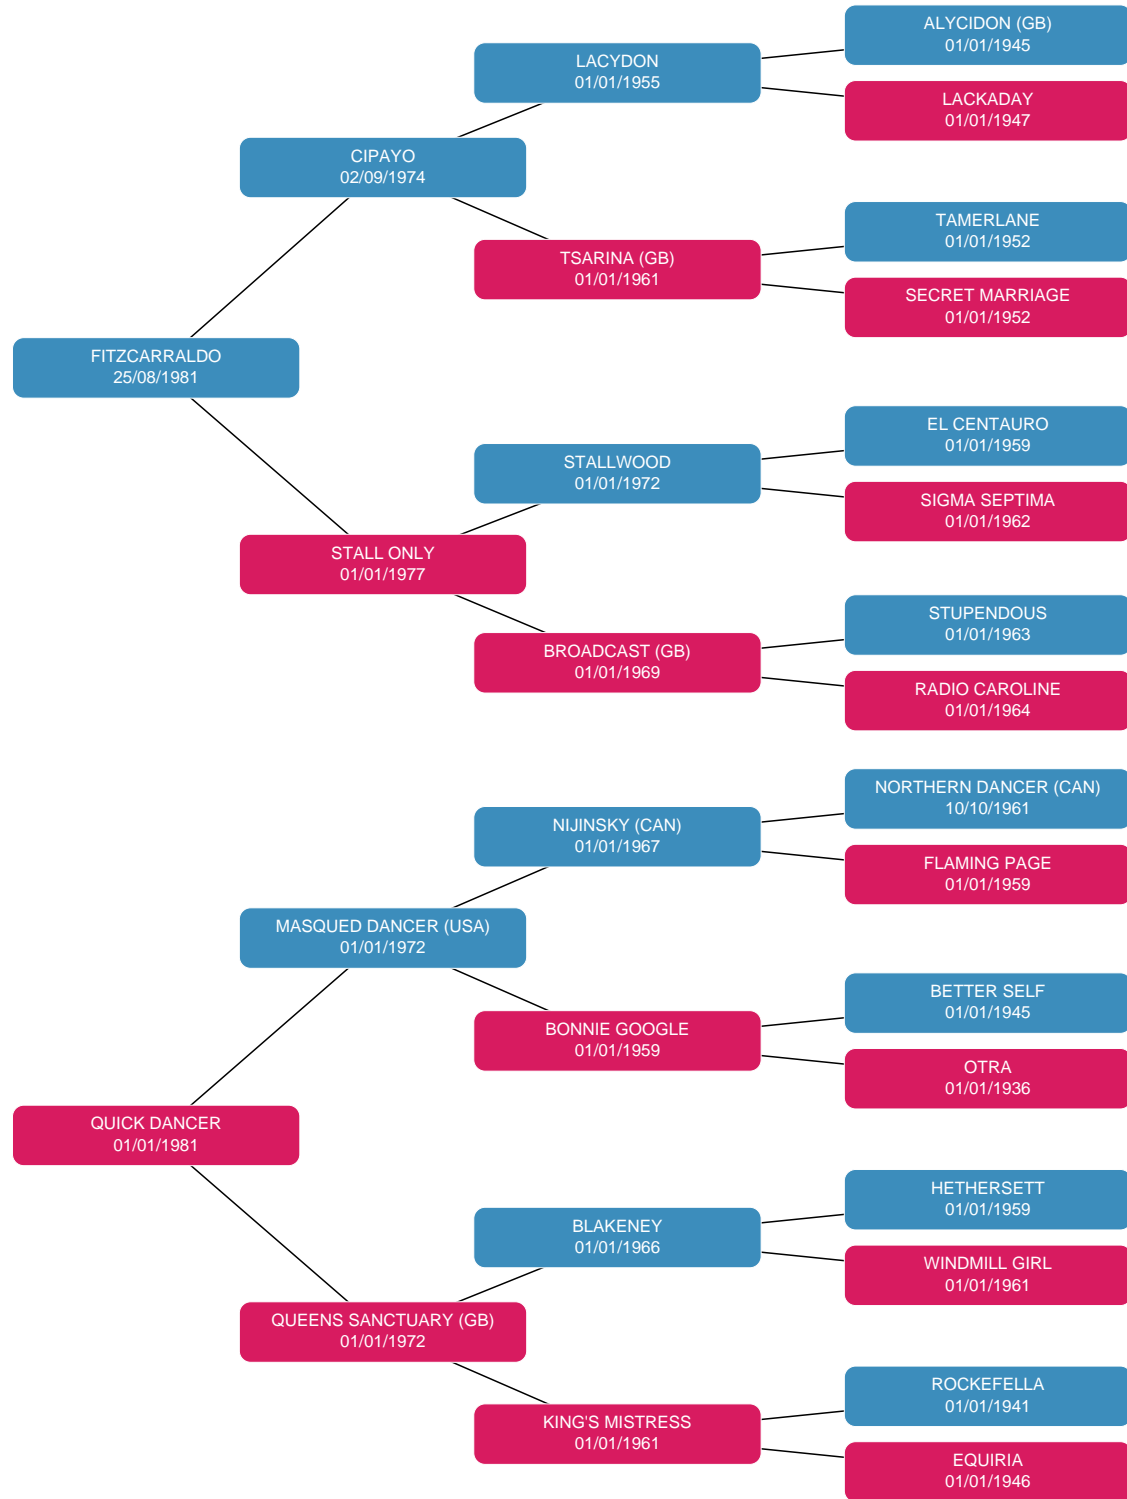 ALYCIDON (GB)
01/01/1945
LACYDON
01/01/1955
LACKADAY
01/01/1947
CIPAYO
02/09/1974
TAMERLANE
01/01/1952
TSARINA (GB)
01/01/1961
SECRET MARRIAGE
01/01/1952
FITZCARRALDO
25/08/1981
EL CENTAURO
01/01/1959
STALLWOOD
01/01/1972
SIGMA SEPTIMA
01/01/1962
STALL ONLY
01/01/1977
STUPENDOUS
01/01/1963
BROADCAST (GB)
01/01/1969
RADIO CAROLINE
01/01/1964
NORTHERN DANCER (CAN)
10/10/1961
NIJINSKY (CAN)
01/01/1967
FLAMING PAGE
01/01/1959
MASQUED DANCER (USA)
01/01/1972
BETTER SELF
01/01/1945
BONNIE GOOGLE
01/01/1959
OTRA
01/01/1936
QUICK DANCER
01/01/1981
HETHERSETT
01/01/1959
BLAKENEY
01/01/1966
WINDMILL GIRL
01/01/1961
QUEENS SANCTUARY (GB)
01/01/1972
ROCKEFELLA
01/01/1941
KING'S MISTRESS
01/01/1961
EQUIRIA
01/01/1946